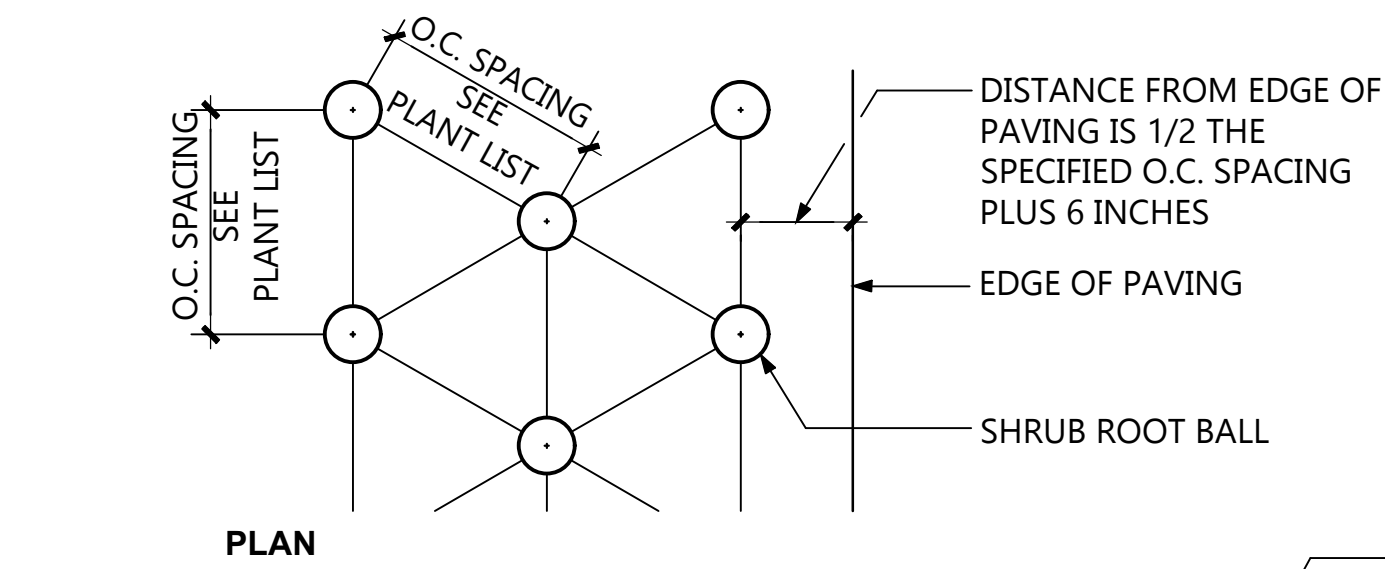 O.C. SPACING
SEE
PLANT LIST
O.C. SPACING
SEE
PLANT LIST
DISTANCE FROM EDGE OF
PAVING IS 1/2 THE
SPECIFIED O.C. SPACING
PLUS 6 INCHES
EDGE OF PAVING
SHRUB ROOT BALL
PLAN